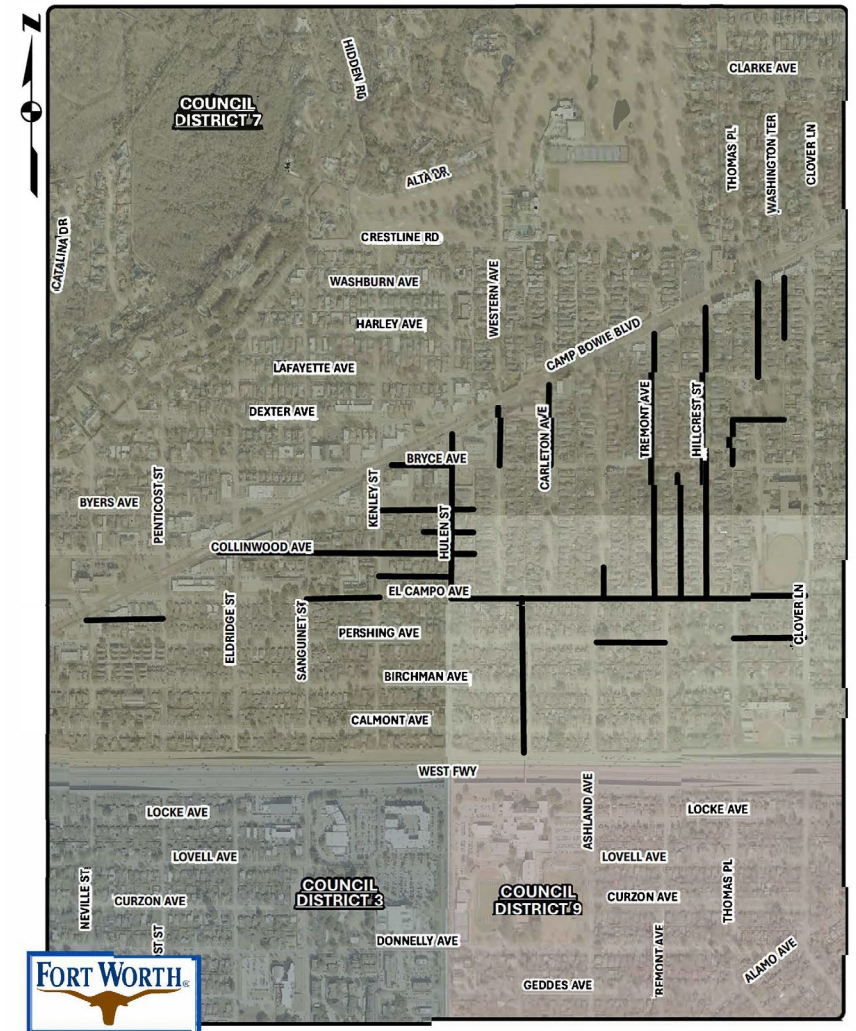 N
CLARKE AVE
HIDDEN RD
COUNCIL
DISTRICT 7
THOMAS PL
WASHINGTON TER
CLOVER LN
ALTA DR
CATALINA DR
CRESTLINE RD
WASHBURN AVE
WESTERN AVE
HARLEY AVE
CAMP BOWIE BLVD
LAFAYETTE AVE
DEXTER AVE
CARLETON AVE
TREMONT AVE
HILLCREST ST
BRYCE AVE
PENTICOST ST
KENLEY ST
BYERS AVE
HULEN ST
COLLINWOOD AVE
EL CAMPO AVE
CLOVER LN
ELDRIDGE ST
SANGUINET ST
PERSHING AVE
BIRCHMAN AVE
CALMONT AVE
WEST FWY
ASHLAND AVE
LOCKE AVE
LOCKE AVE
LOVELL AVE
LOVELL AVE
NEVILLE ST
COUNCIL
DISTRICT 3
COUNCIL
DISTRICT 9
THOMAS PL
CURZON AVE
CURZON AVE
ST ST
DONNELLY AVE
REMONT AVE
ALAMO AVE
GEDDES AVE
FORT WORTH®